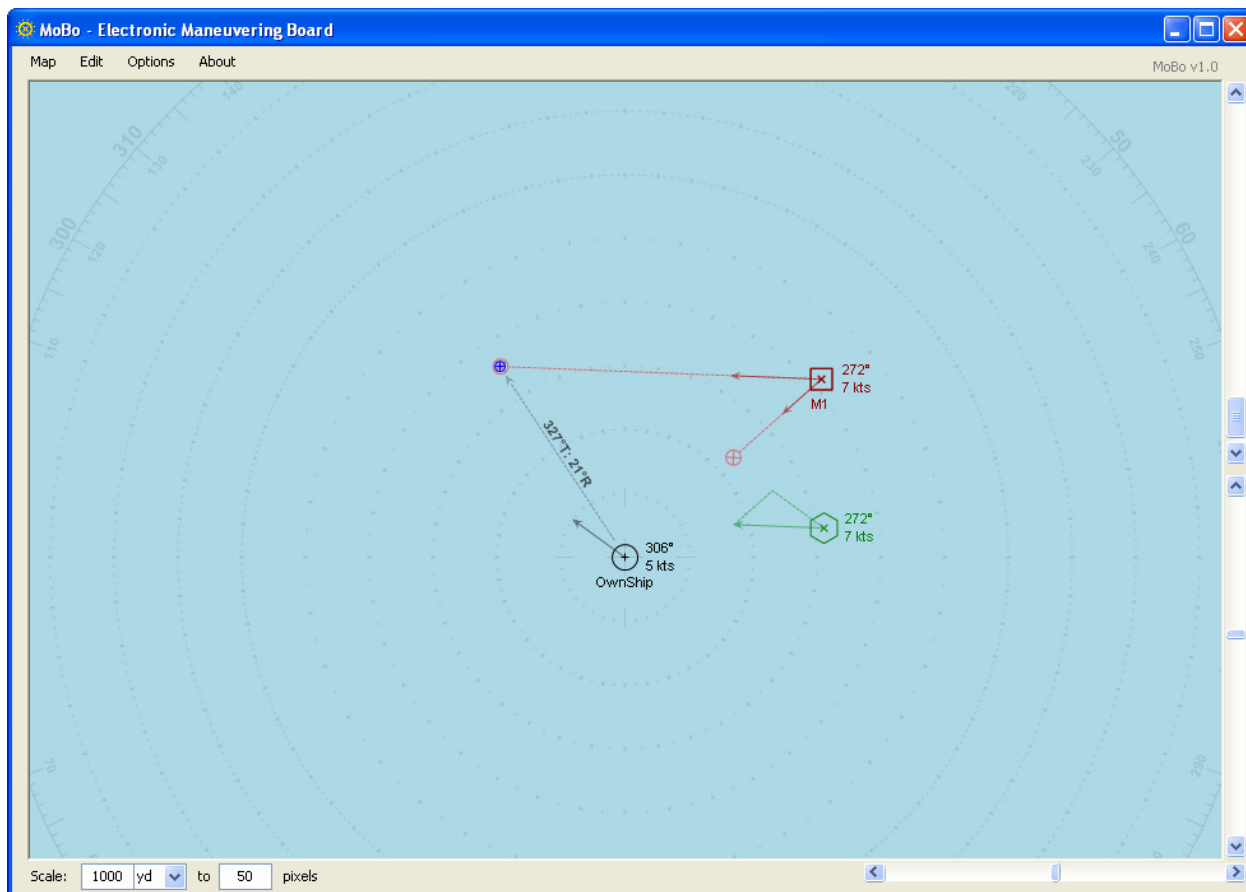 MoBo - Electronic Maneuvering Board
Map Edit Options About
MoBo v1.0
140
220
310
130
50
230
300
120
60
240
110
250
272°
7 kts
M1
327°T: 21°R
272°
7 kts
306°
5 kts
OwnShip
70
290
Scale: 1000 yd to 50 pixels